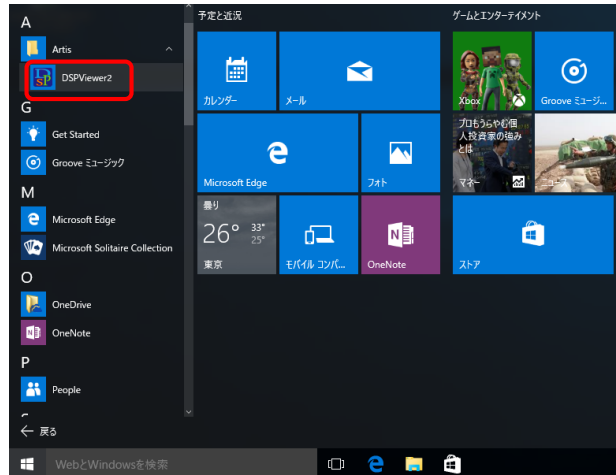 A
Artis
DSPViewer2
G
Get Started
Groove ミュージック
M
Microsoft Edge
Microsoft Solitaire Collection
O
OneDrive
OneNote
P
People
戻る
WebとWindowsを検索
予定と近況
カレンダー
メール
Microsoft Edge
フォト
曇り
26° 33° 25°
東京
モバイル コンパ...
OneNote
ゲームとエンターテイメント
Xbox
Groove ミュージ...
プロもうらやむ個
人投資家の強み
とは
マネー
ニュース
ストア